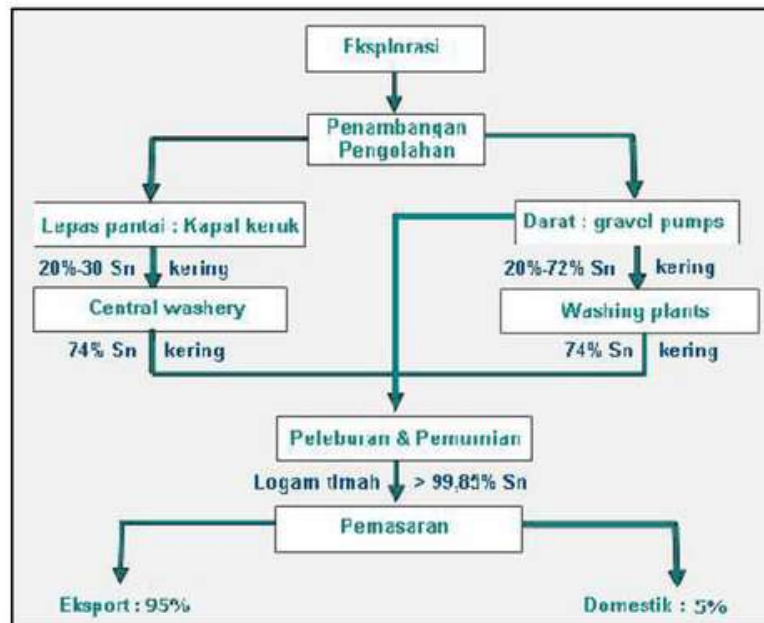 Eksplorasi
Penambangan
Pengolahan
Lepas pantai : Kapal keruk
Darat : gravel pumps
20%-30 Sn kering
20%-72% Sn kering
Central washery
Washing plants
74% Sn kering
74% Sn kering
Peleburan & Pemurnian
Logam timah > 99,85% Sn
Pemasaran
Eksport : 95%
Domestik : 5%